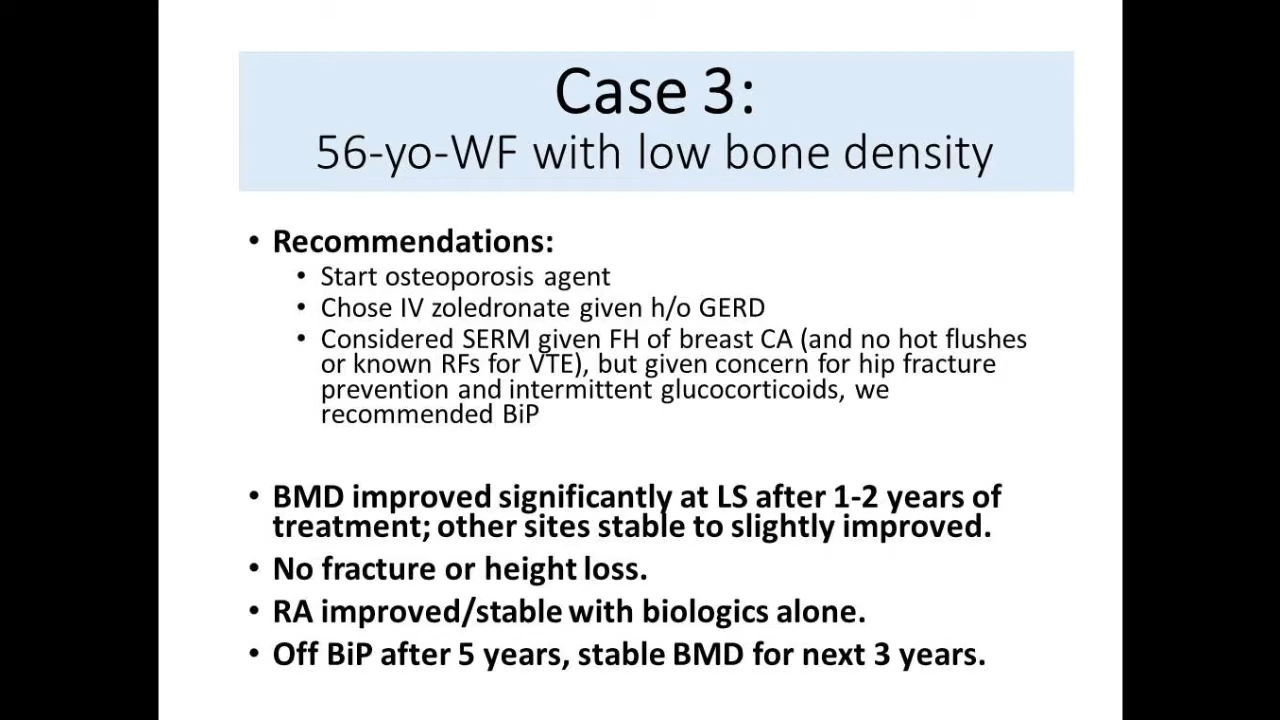 Case 3:
56-yo-WF with low bone density
• Recommendations:
• Start osteoporosis agent
• Chose IV zoledronate given h/o GERD
• Considered SERM given FH of breast CA (and no hot flushes
or known RFs for VTE), but given concern for hip fracture
prevention and intermittent glucocorticoids, we
recommended BiP
• BMD improved significantly at LS after 1-2 years of
treatment; other sites stable to slightly improved.
• No fracture or height loss.
• RA improved/stable with biologics alone.
• Off BiP after 5 years, stable BMD for next 3 years.